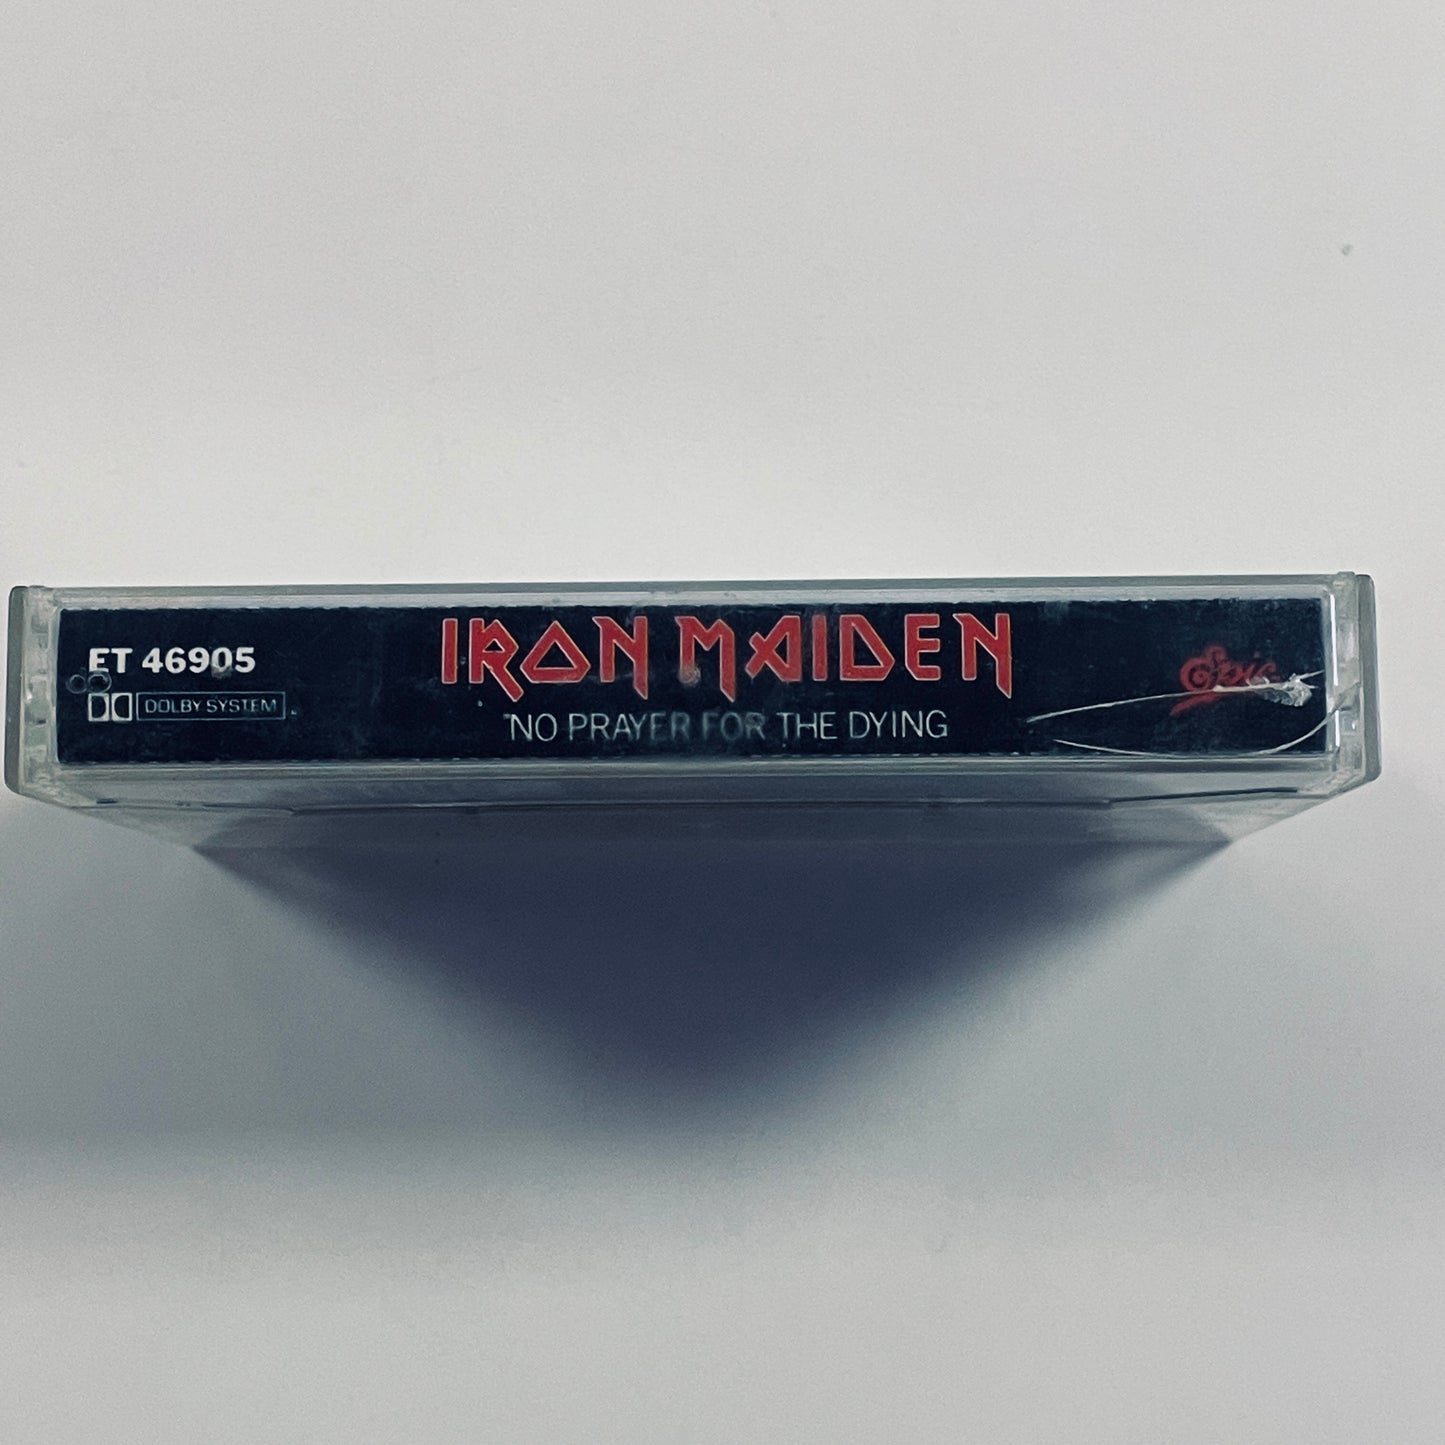 ET 46905
DOLBY SYSTEM
IRON MAIDEN
"NO PRAYER FOR THE DYING
Epic